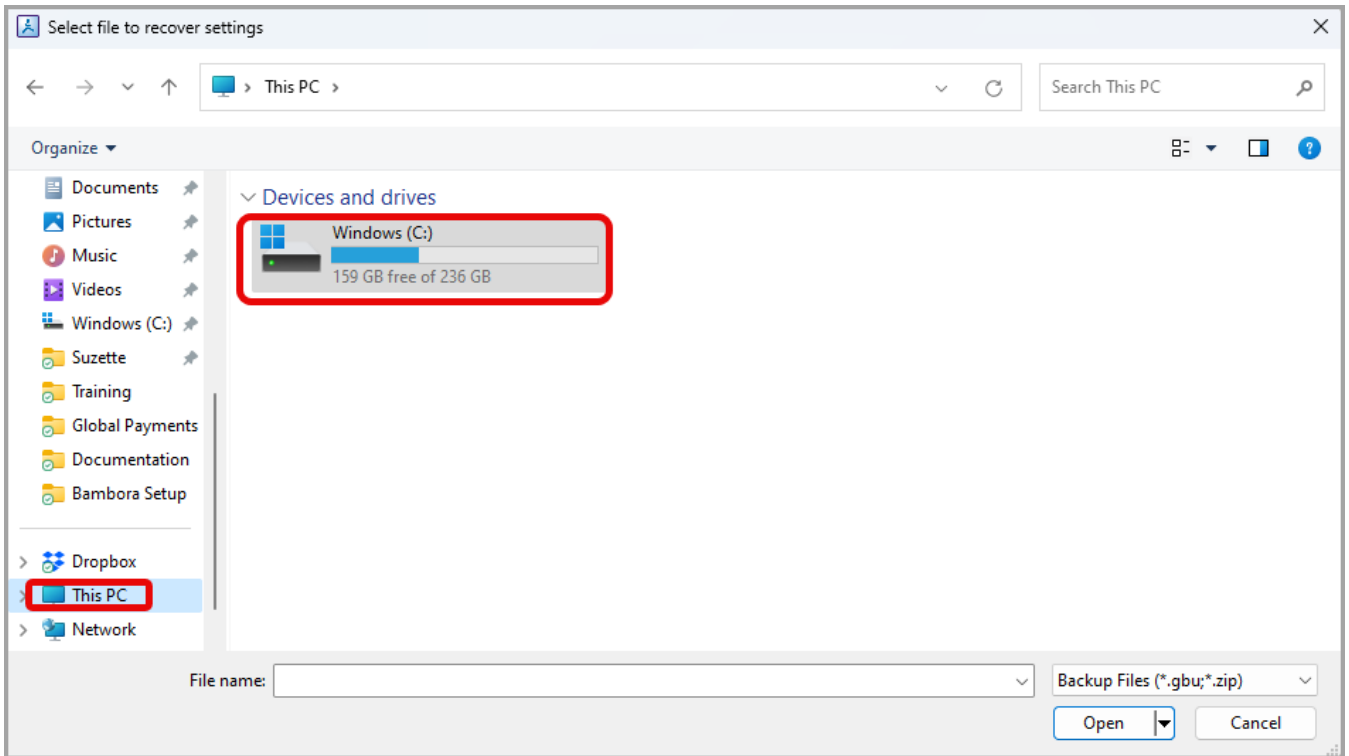 Select file to recover settings
This PC
Search This PC
Organize
Documents
Pictures
Music
Videos
Windows (C:)
Suzette
Training
Global Payments
Documentation
Bambora Setup
Dropbox
This PC
Network
Devices and drives
Windows (C:)
159 GB free of 236 GB
File name:
Backup Files (*.gbu;*.zip)
Open
Cancel